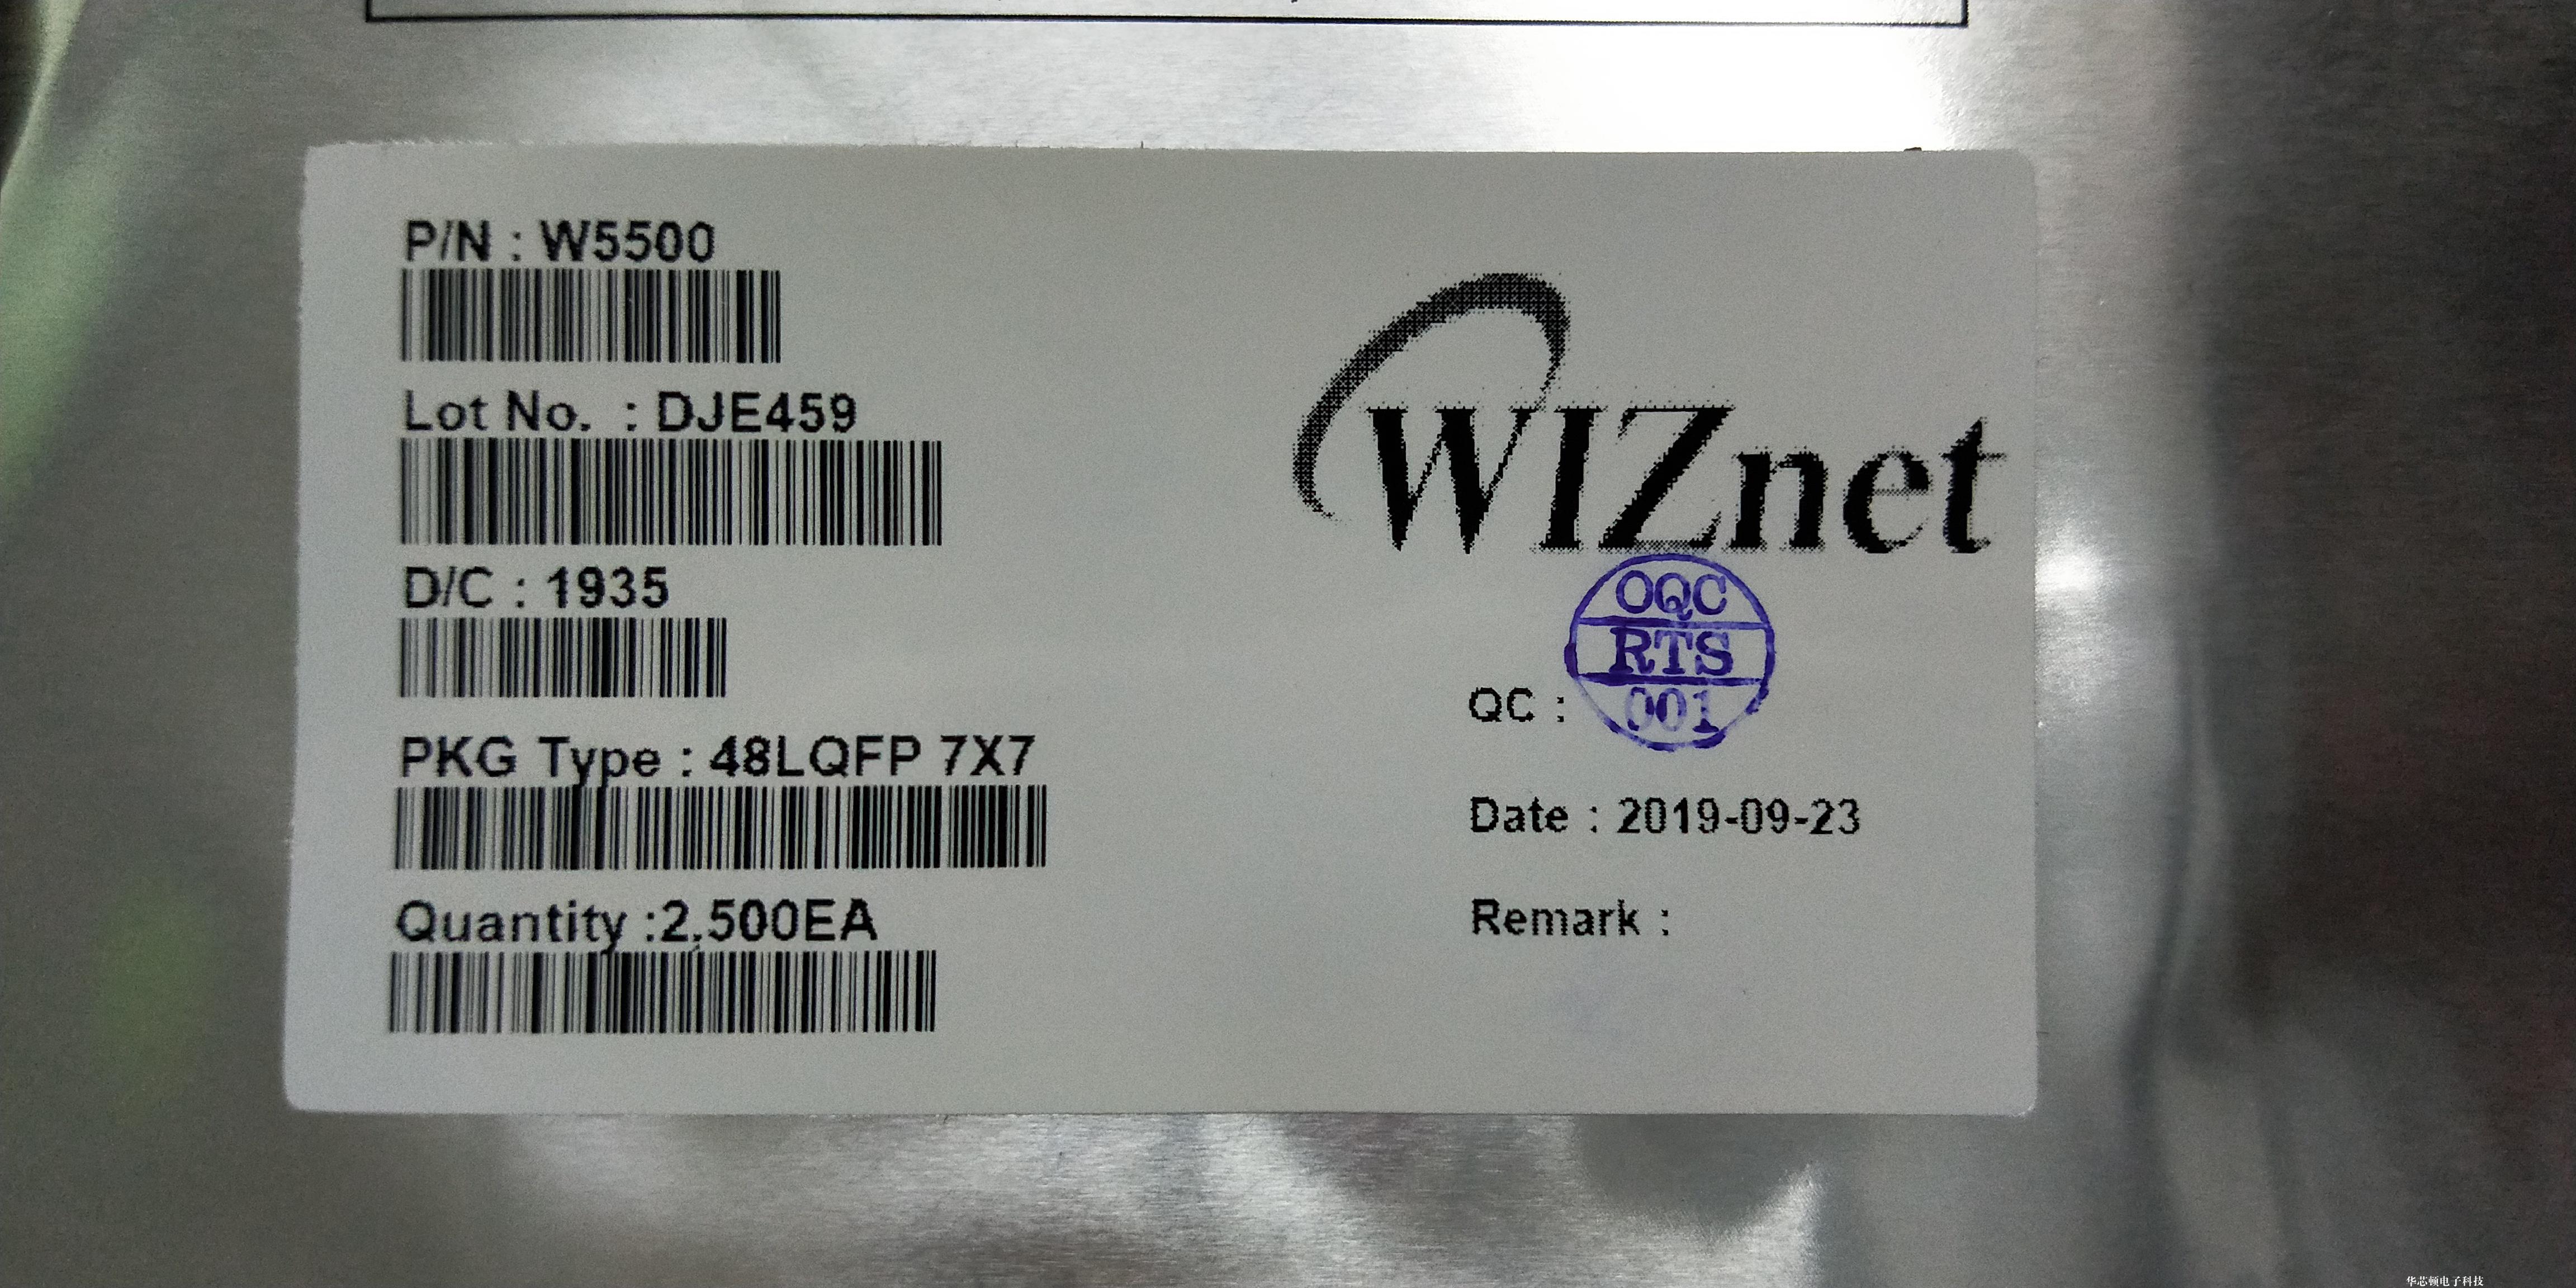 P/N : W5500
Lot No. : DJE459
D/C : 1935
PKG Type : 48LQFP 7X7
Quantity :2,500EA
WIZnet
OQC
RTS
001
QC :
Date : 2019-09-23
Remark :
华芯顿电子科技